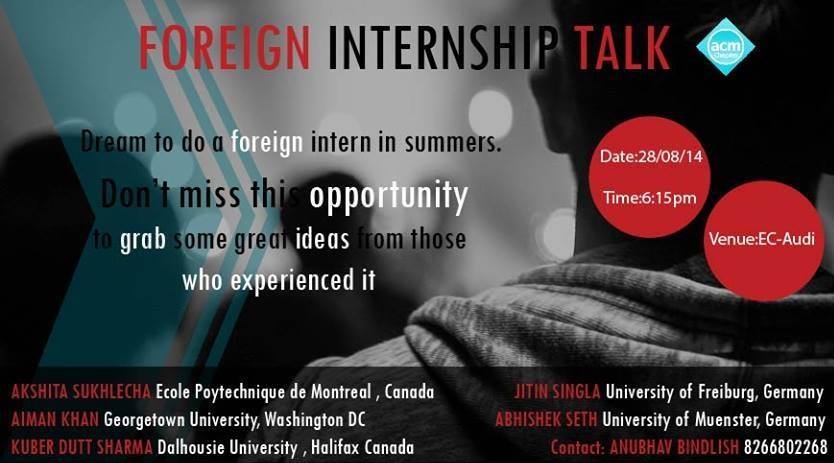 FOREIGN INTERNSHIP TALK
acm
chapter
Dream to do a foreign intern in summers.
Don't miss this opportunity
to grab some great ideas from those
who experienced it
Date:28/08/14
Time:6:15pm
Venue:EC-Audi
AKSHITA SUKHLECHA Ecole Poytechnique de Montreal , Canada
AIMAN KHAN Georgetown University, Washington DC
KUBER DUTT SHARMA Dalhousie University , Halifax Canada
JITIN SINGLA University of Freiburg, Germany
ABHISHEK SETH University of Muenster, Germany
Contact: ANUBHAV BINDLISH 8266802268